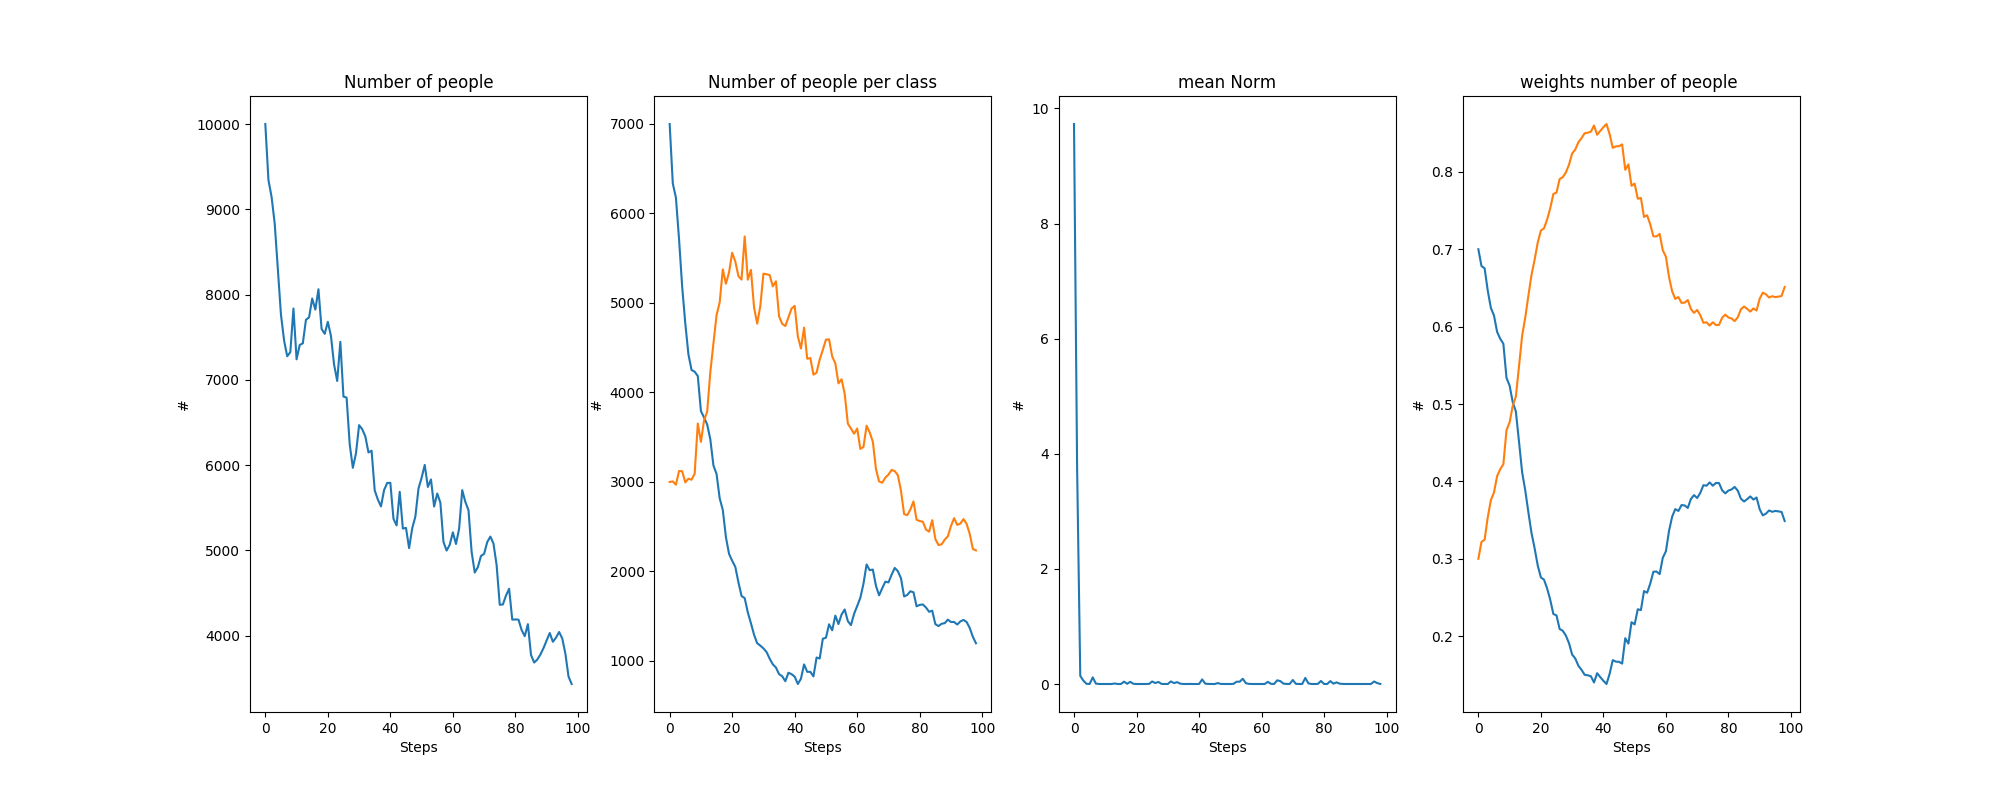 Number of people
10000
9000
8000
7000
6000
5000
4000
#
0 20 40 60 80 100
Steps
Number of people per class
7000
6000
5000
4000
3000
2000
1000
#
0 20 40 60 80 100
Steps
mean Norm
10
8
6
4
2
0
#
0 20 40 60 80 100
Steps
weights number of people
0.8
0.7
0.6
0.5
0.4
0.3
0.2
#
0 20 40 60 80 100
Steps